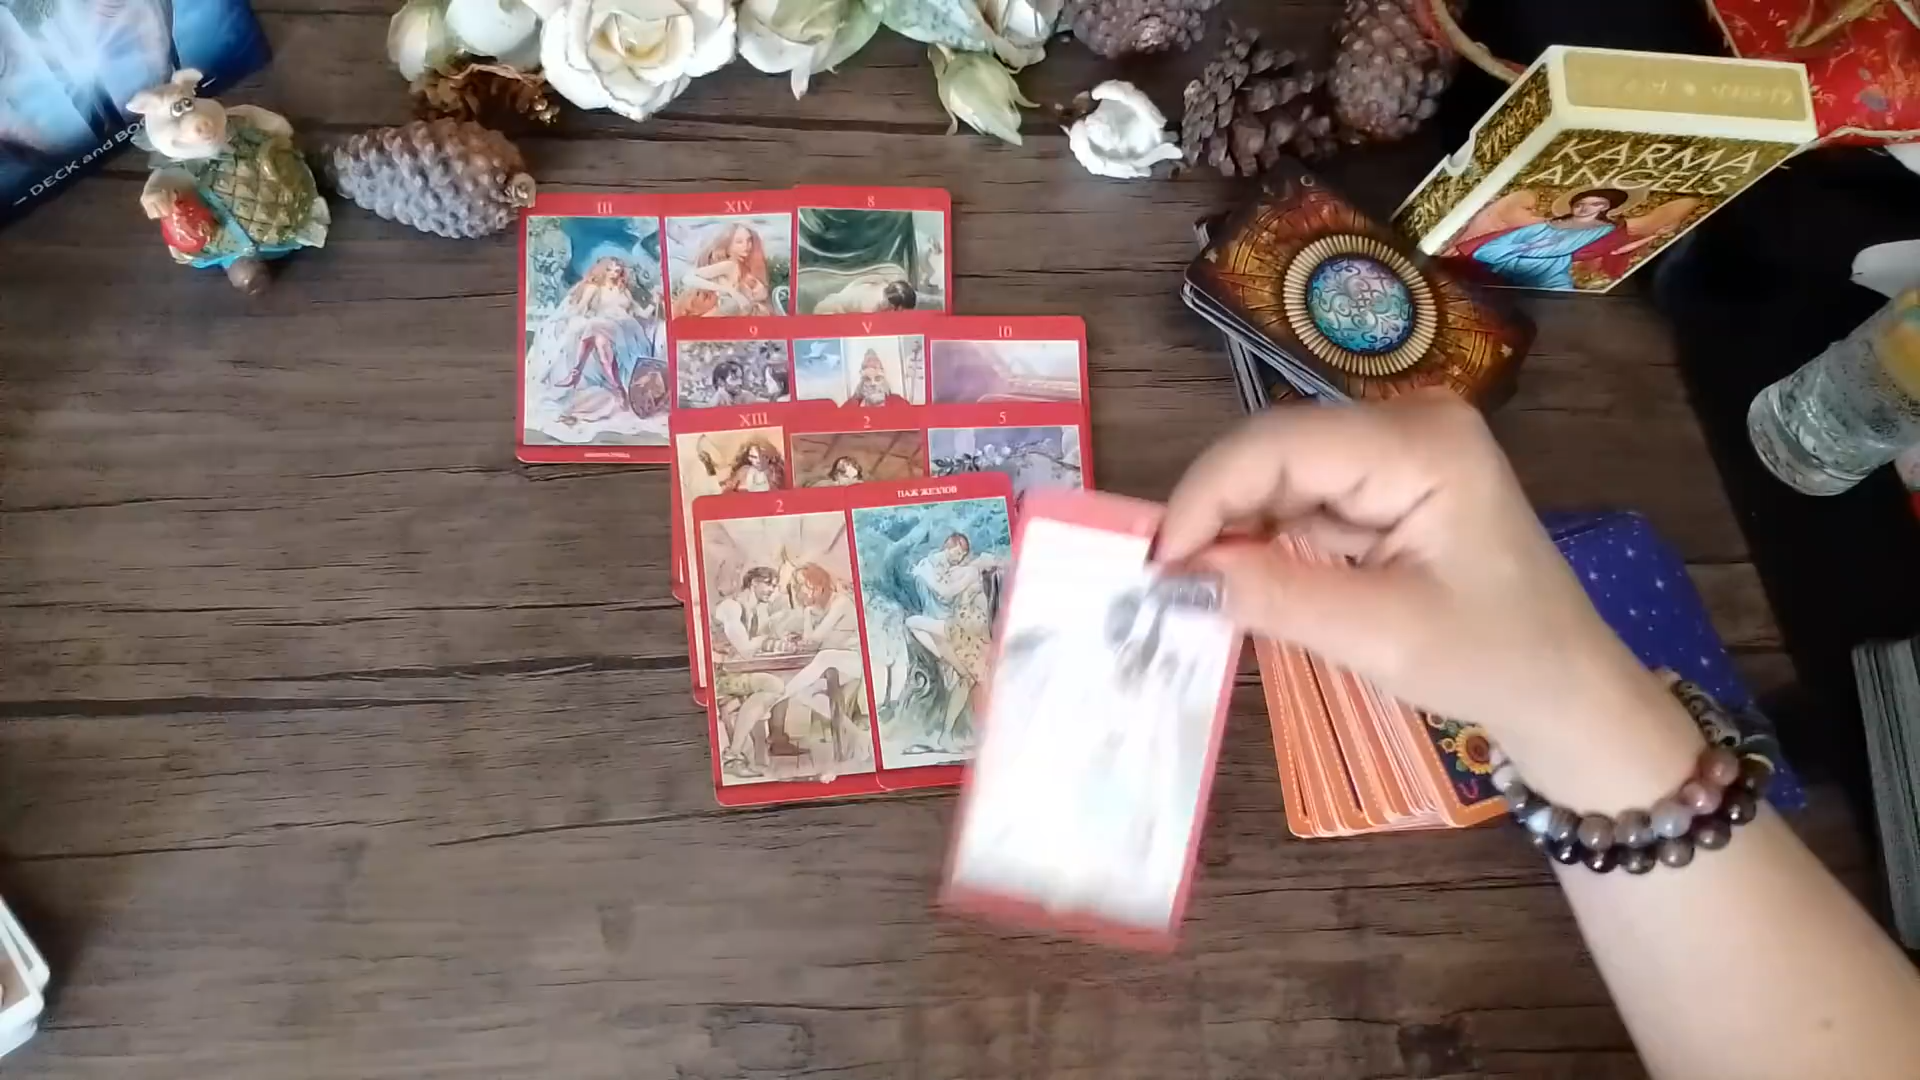 — DECK and BO
KARMA
ANGELS
III
XIV
8
9
V
10
XIII
2
5
2
ПАЖ ЖЕЗЛОВ